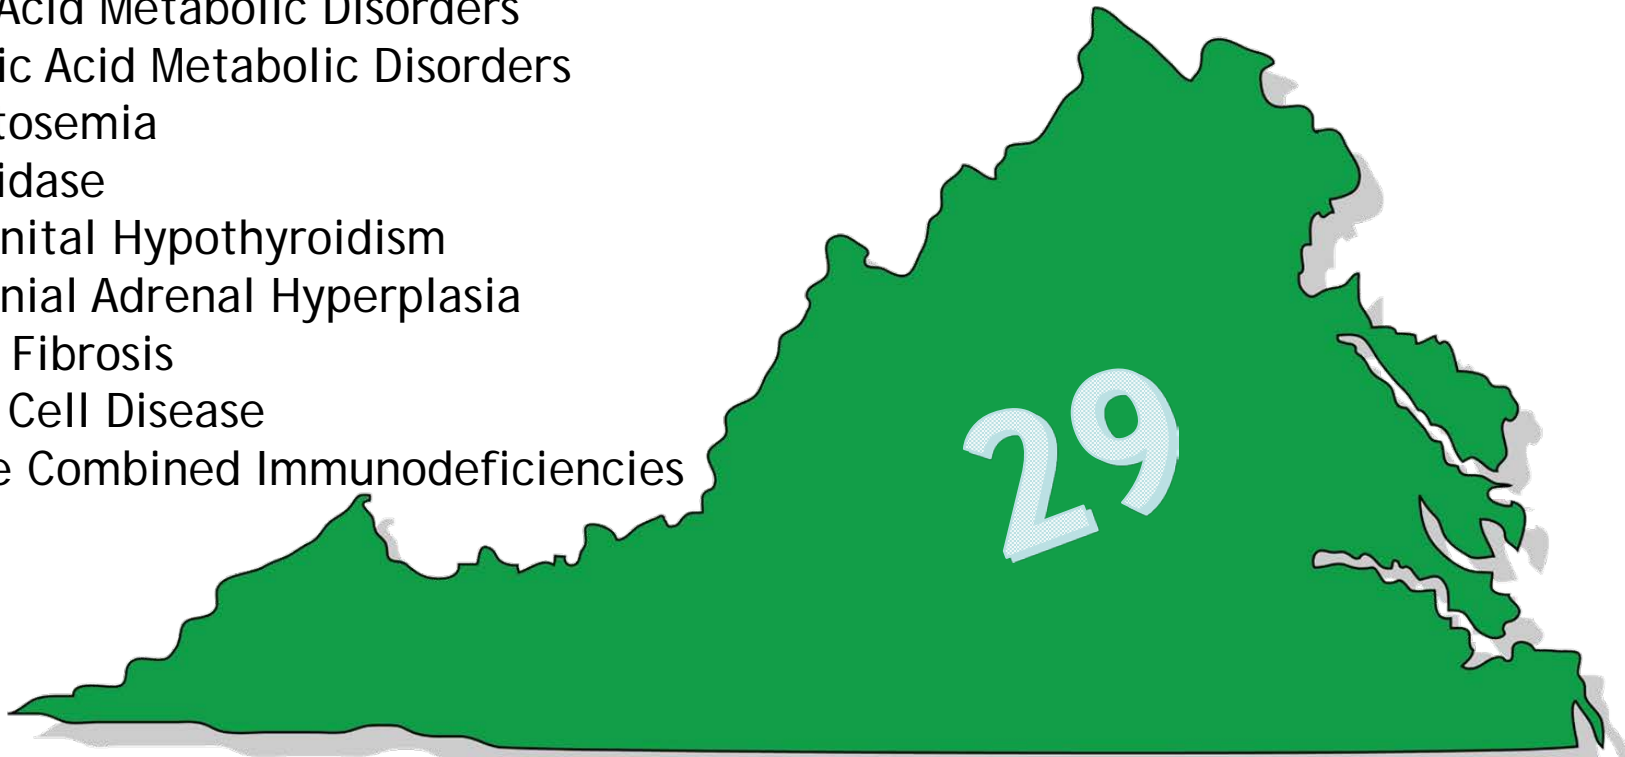 Acid Metabolic Disorders
ic Acid Metabolic Disorders
tosemia
idase
nital Hypothyroidism
nial Adrenal Hyperplasia
Fibrosis
Cell Disease
e Combined Immunodeficiencies
29